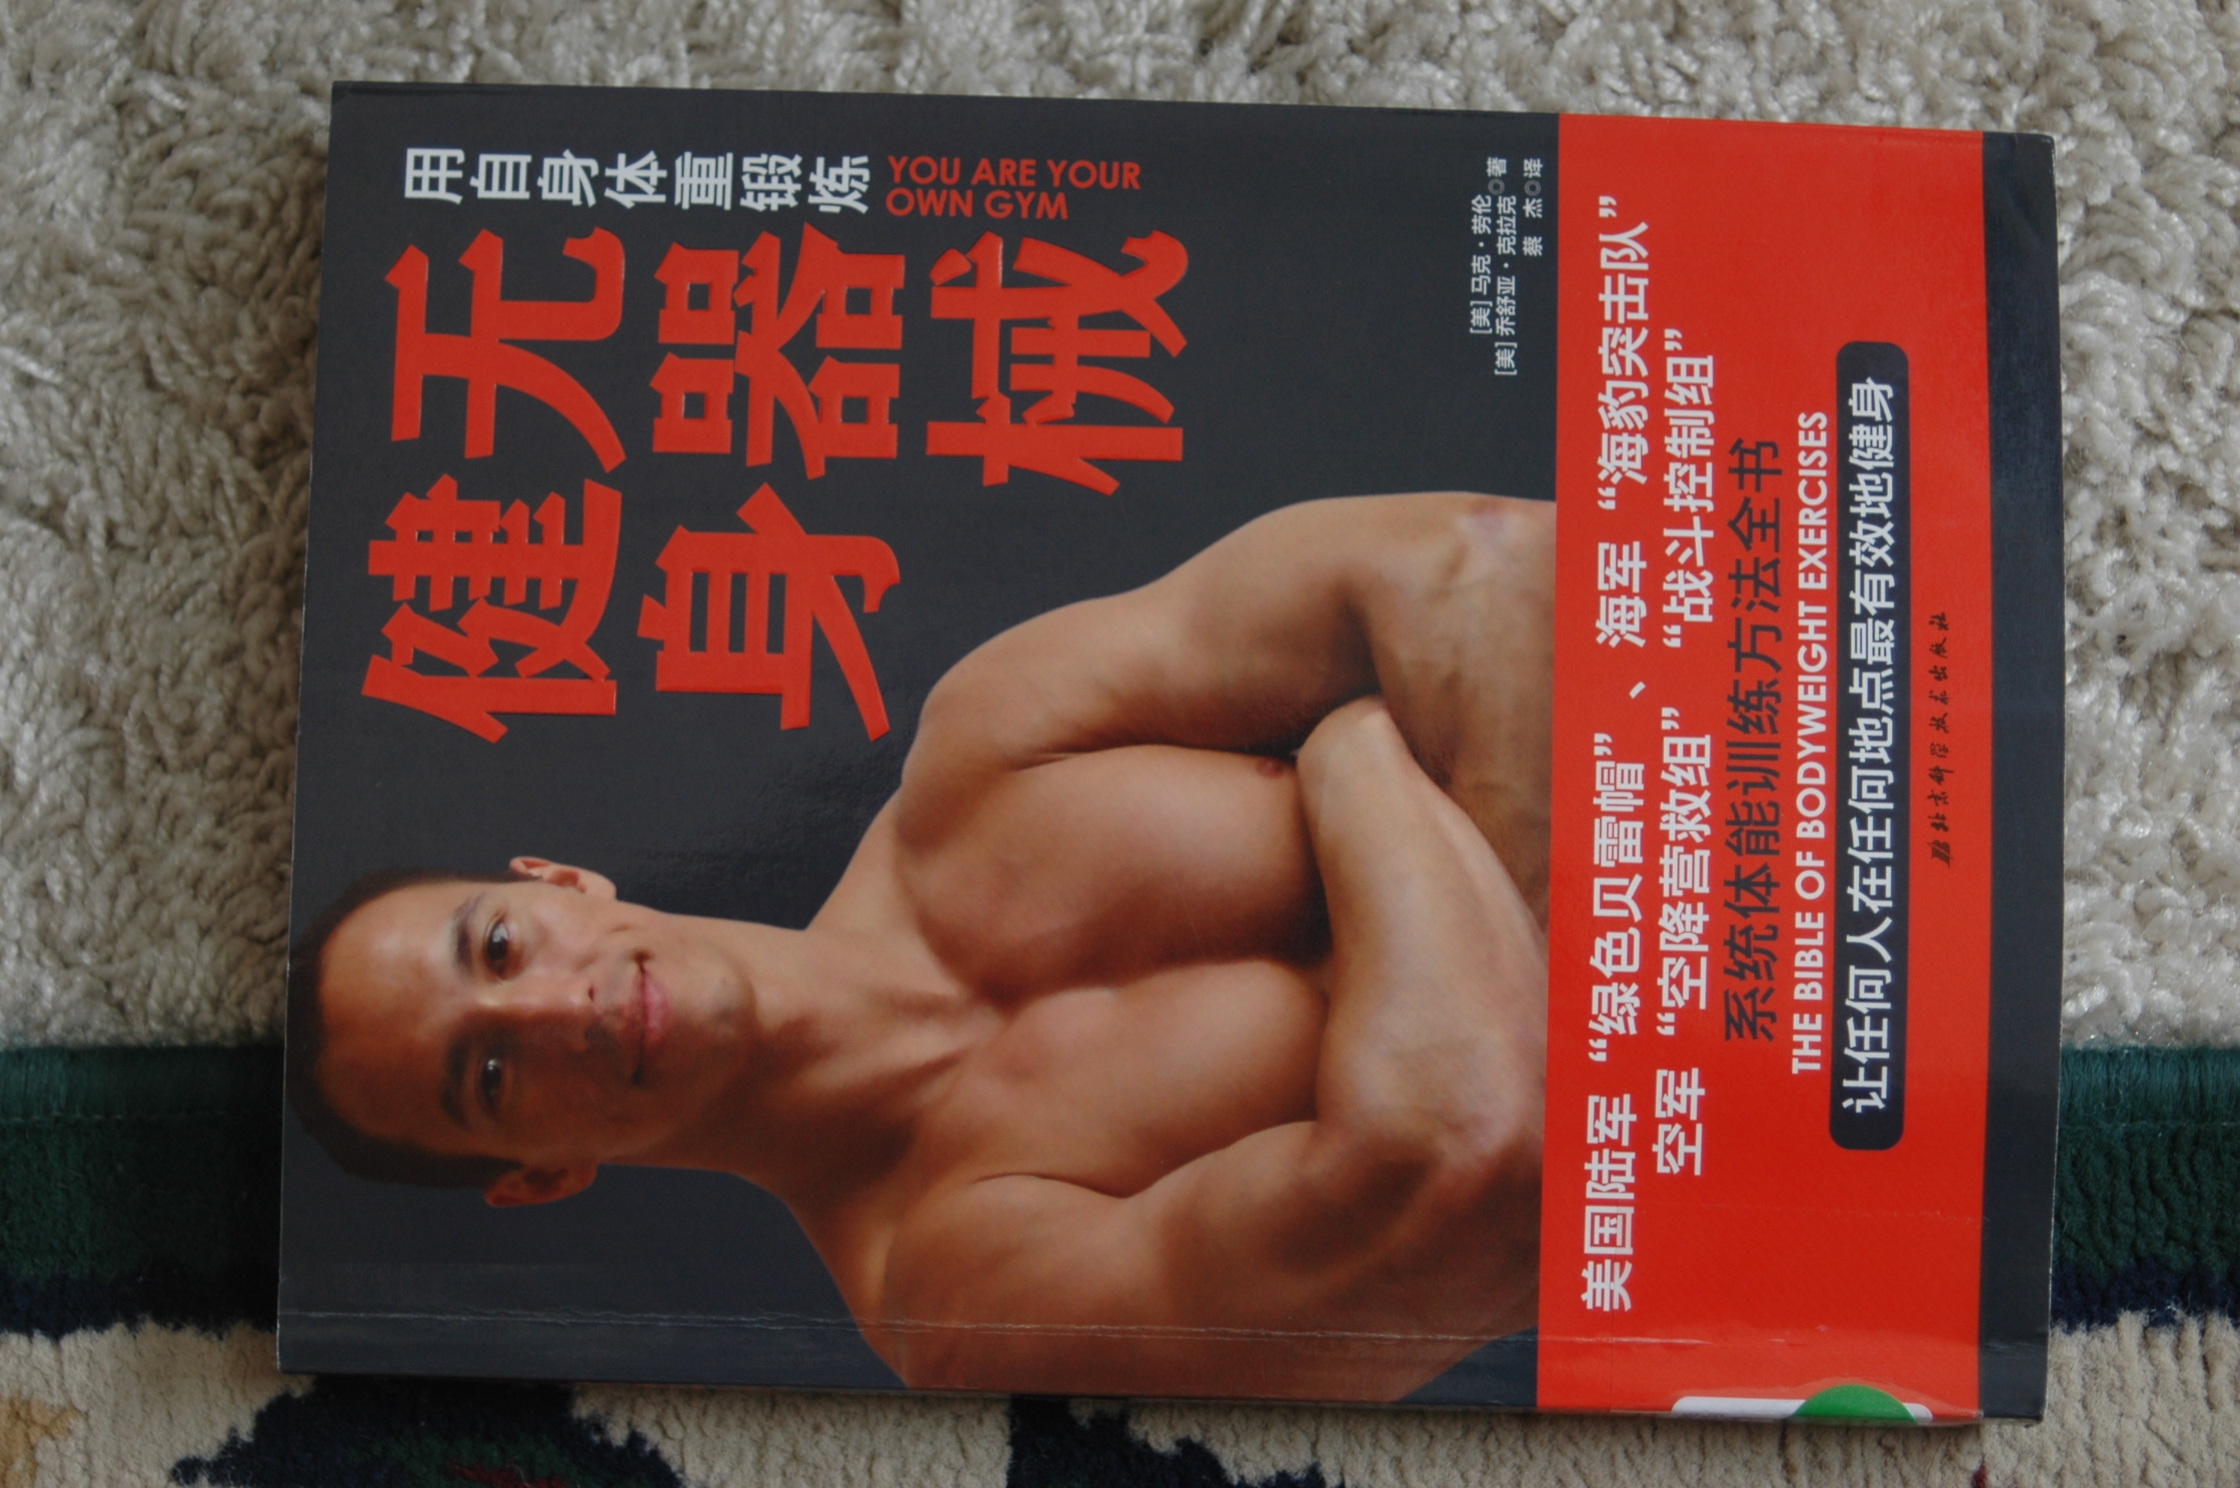 用自身体重锻炼
YOU ARE YOUR
OWN GYM
无器械
健身
[美] 马克·劳伦
[美] 乔舒亚·克拉克◎著
蔡 杰◎译
美国陆军“绿色贝雷帽”、海军“海豹突击队”
空军“空降营救组” “战斗控制组”
系统体能训练方法全书
THE BIBLE OF BODYWEIGHT EXERCISES
让任何人在任何地点最有效地健身
北京科学技术出版社